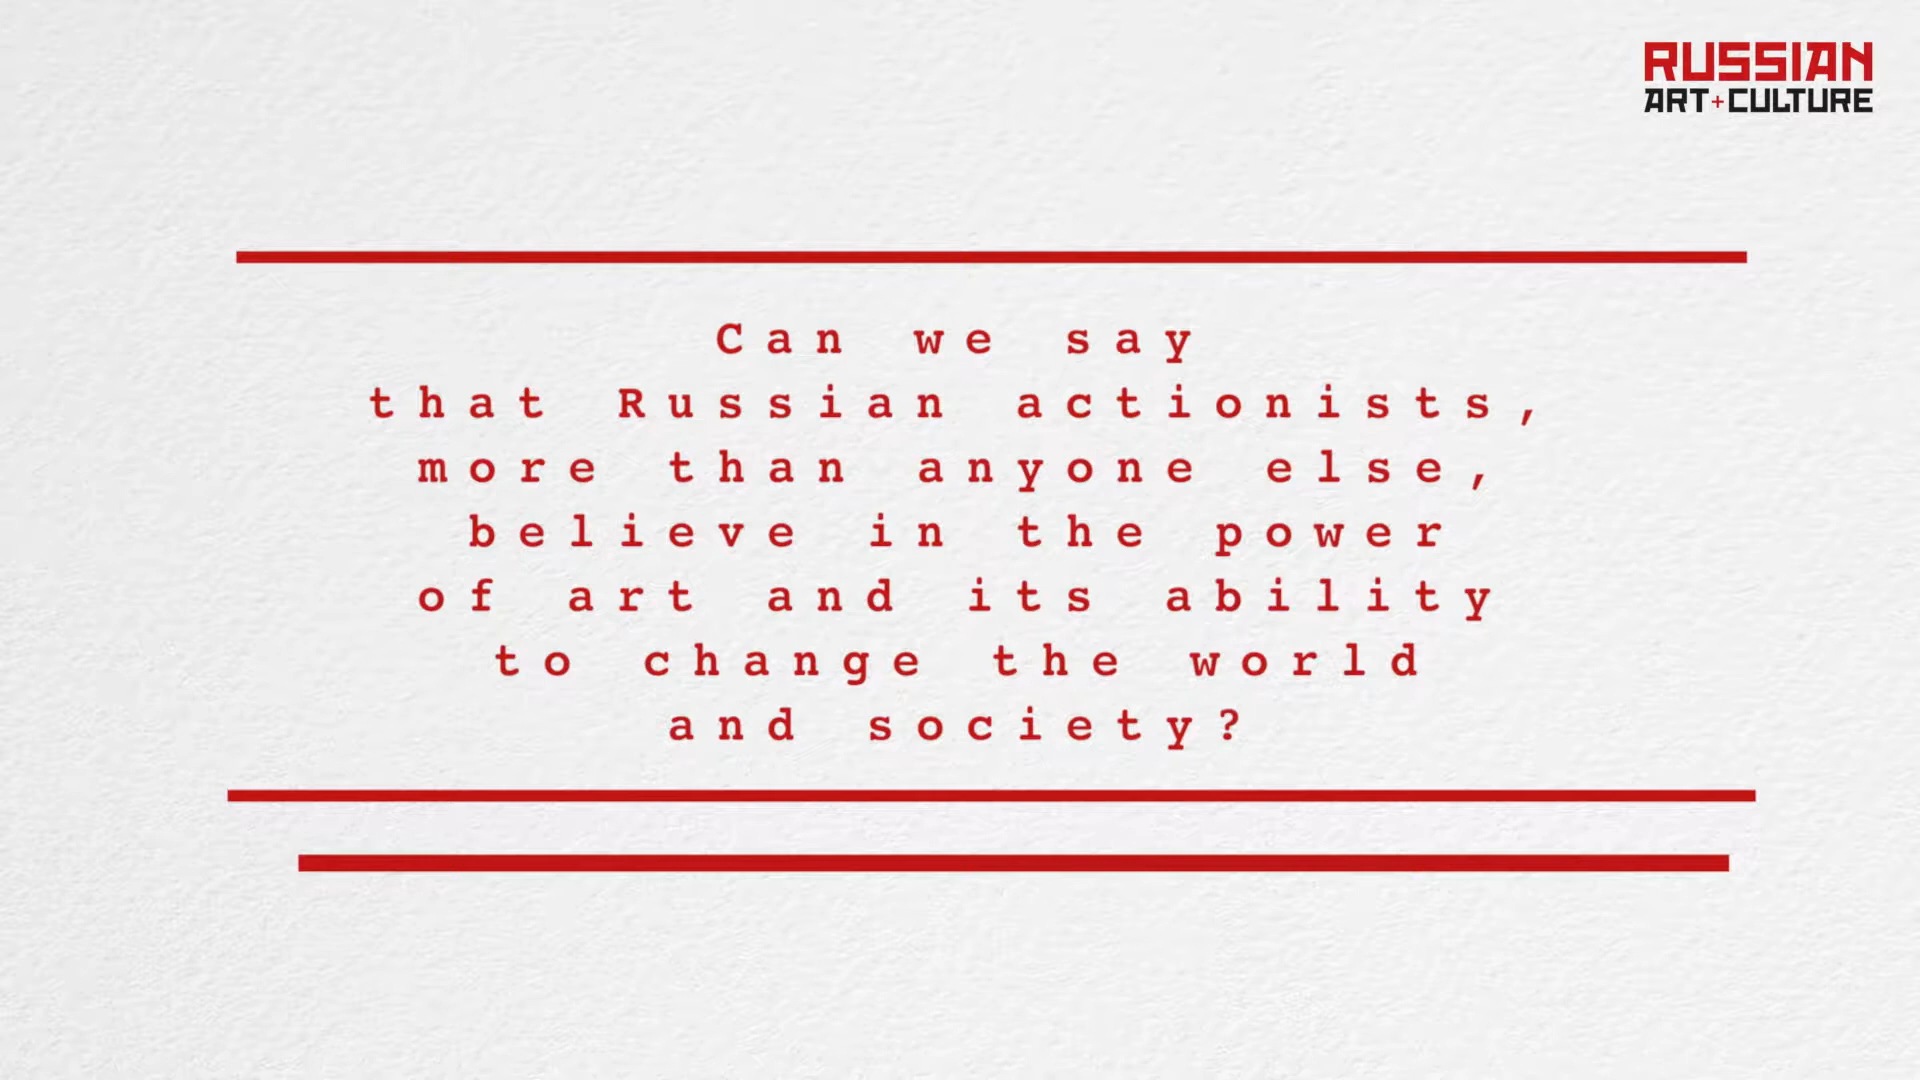 RUSSIAN
ART+CULTURE
Can we say
that Russian actionists,
more than anyone else,
believe in the power
of art and its ability
to change the world
and society?